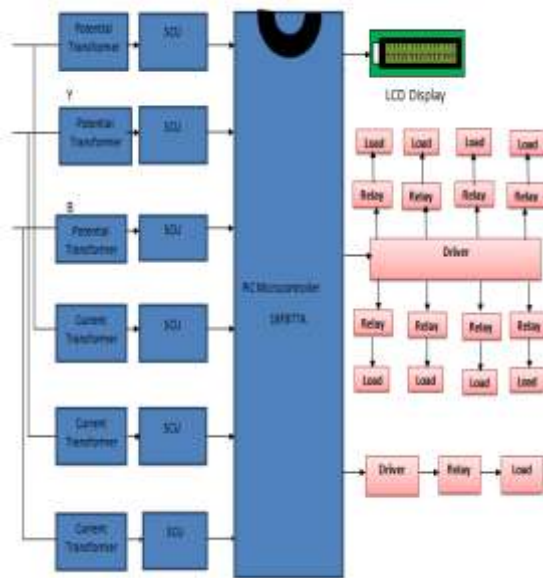 Potential
Transformer
SCU
Y
Potential
Transformer
SCU
B
Potential
Transformer
SCU
Current
Transformer
SCU
Current
Transformer
SCU
Current
Transformer
SCU
PIC Microcontroller
16F877A
LCD Display
Load
Load
Load
Load
Relay
Relay
Relay
Relay
Driver
Relay
Relay
Relay
Relay
Load
Load
Load
Load
Driver
Relay
Load